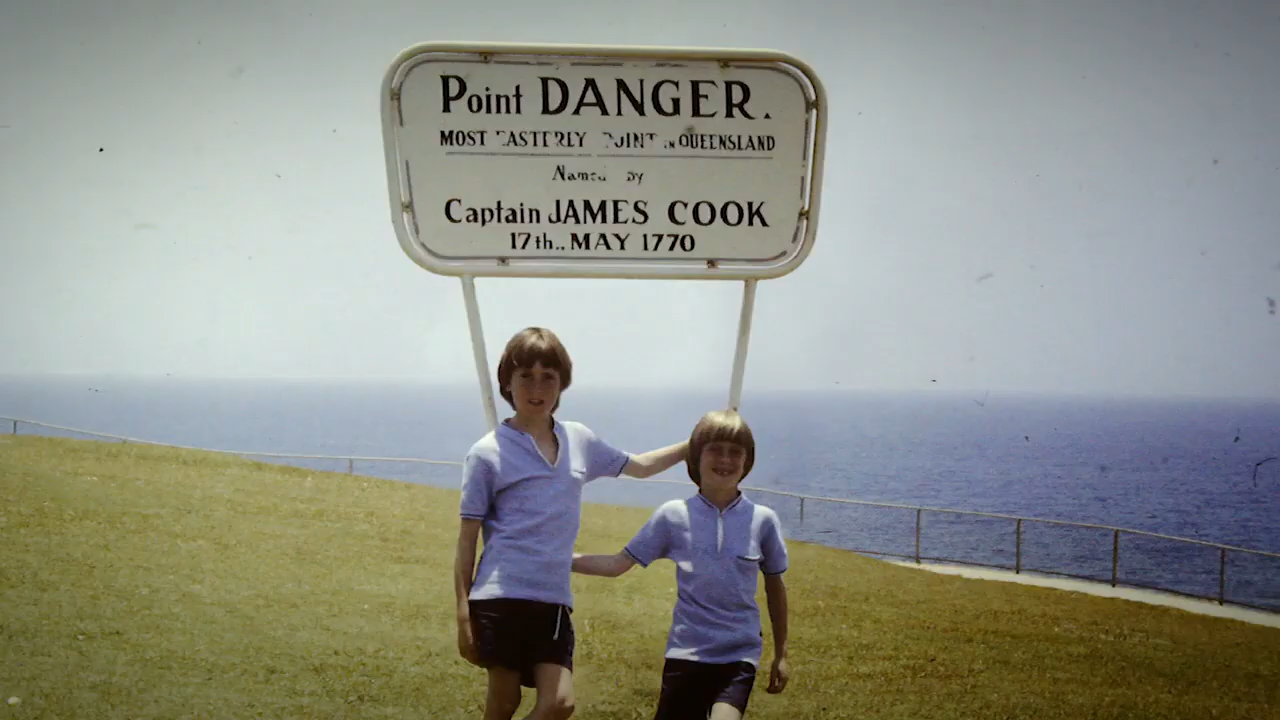 Point DANGER.
MOST EASTERLY POINT IN QUEENSLAND
Named by
Captain JAMES COOK
17th.. MAY 1770